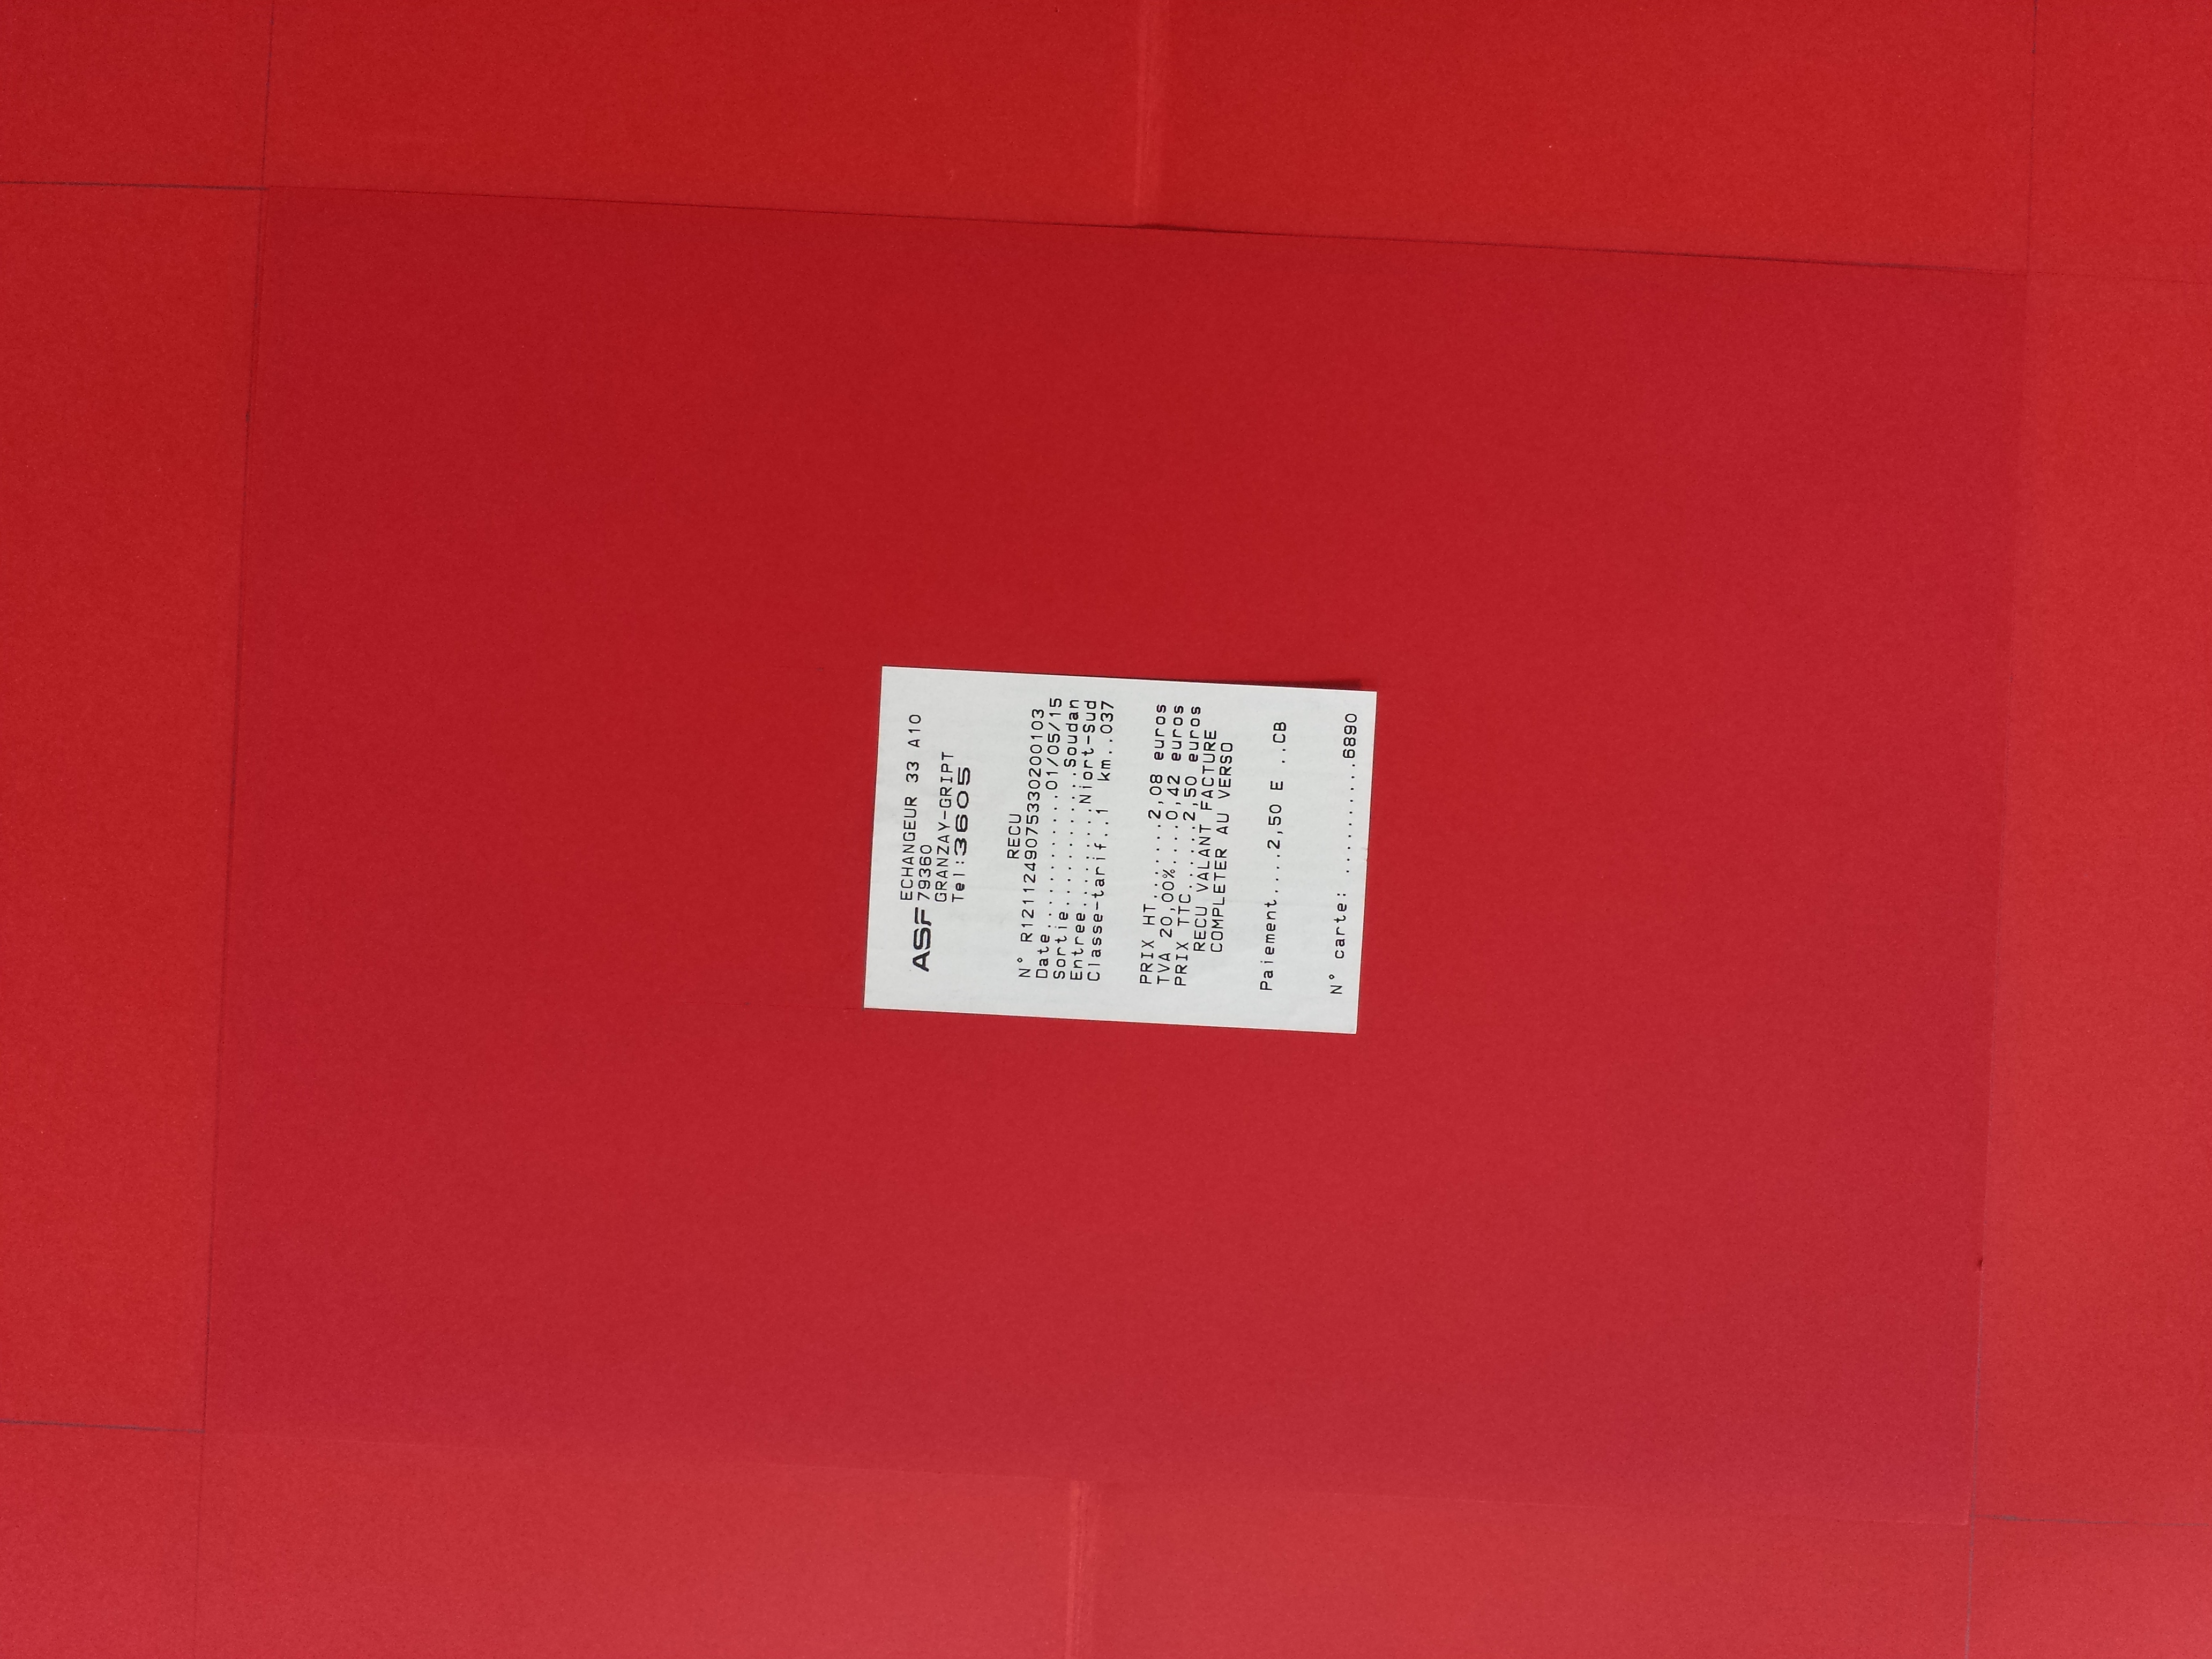 ECHANGEUR 33 A10
ASF 79360
GRANZAY-GRIPT
Tel:3605
RECU
N° R1211249075330200103
Date...........01/05/15
Sortie............Soudan
Entree........Niort-Sud
Classe-tarif..1 km..037
PRIX HT.......2,08 euros
TVA 20,00%....0,42 euros
PRIX TTC......2,50 euros
RECU VALANT FACTURE
COMPLETER AU VERSO
Paiement....2,50 E ..CB
N° carte: ...........6890